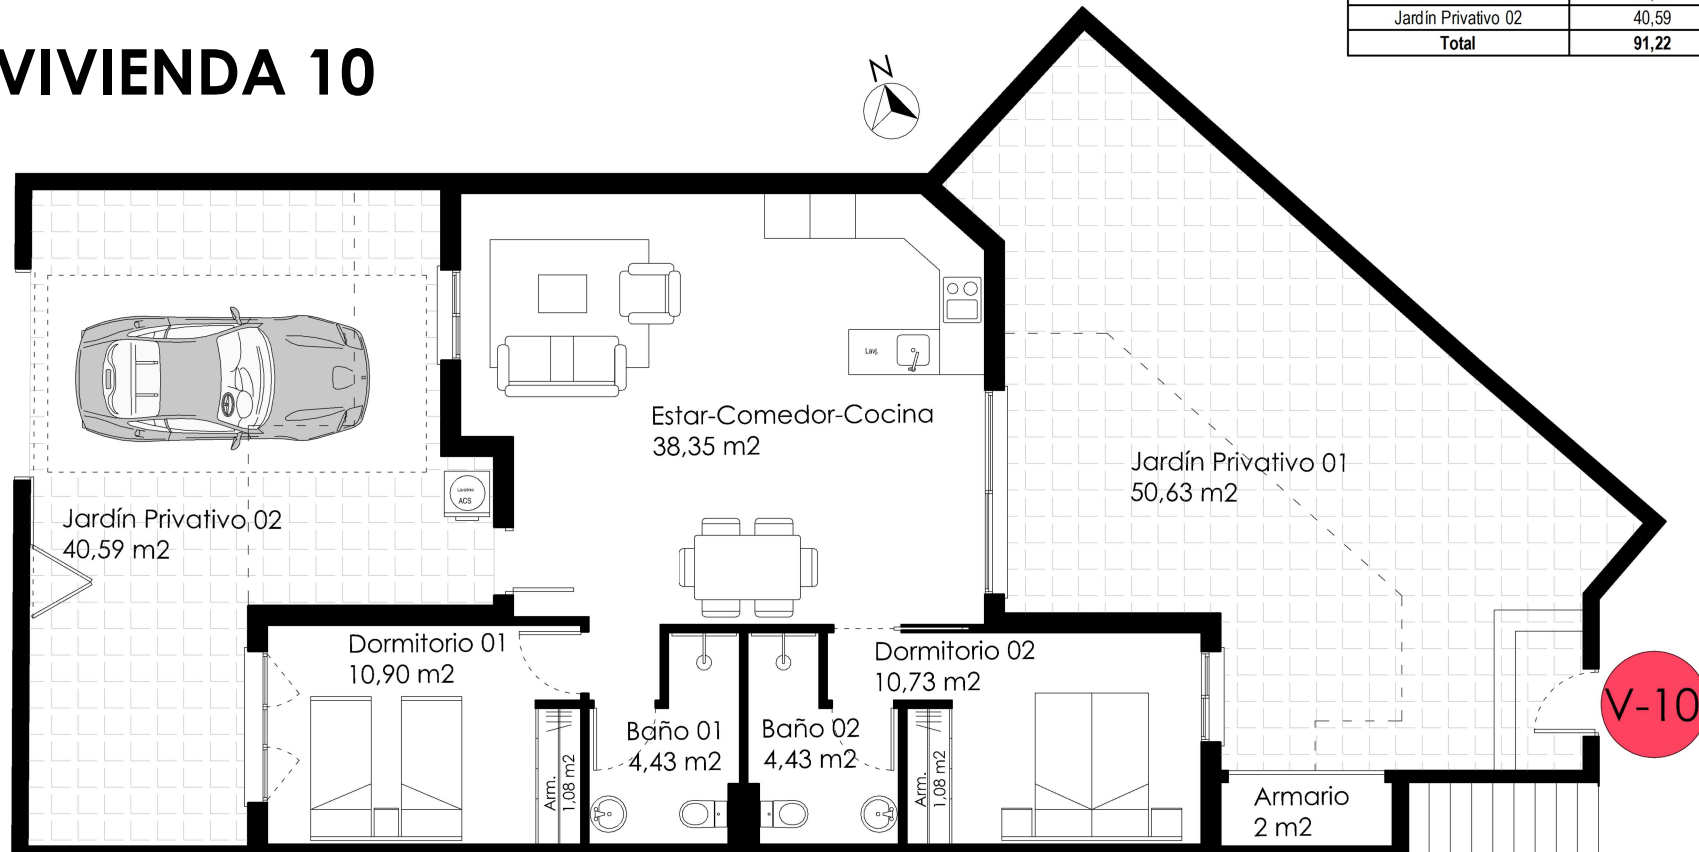 Jardín Privativo 02 40,59
Total 91,22
VIVIENDA 10
N
Lavj.
Estar-Comedor-Cocina
38,35 m2
Jardín Privativo 01
50,63 m2
Lavadora
ACS
Jardín Privativo 02
40,59 m2
Dormitorio 01
10,90 m2
Dormitorio 02
10,73 m2
Baño 01
4,43 m2
Baño 02
4,43 m2
Arm.
1,08 m2
Arm.
1,08 m2
V-10
Armario
2 m2